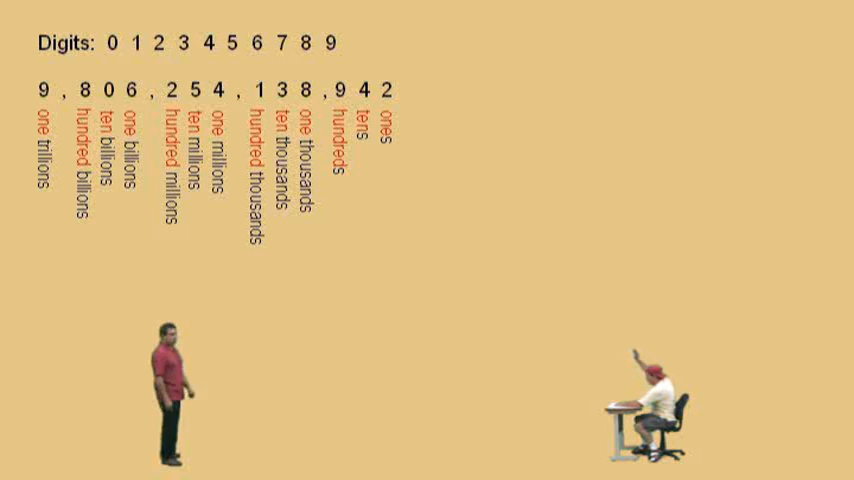 Digits: 0 1 2 3 4 5 6 7 8 9
9 , 8 0 6 , 2 5 4 , 1 3 8 , 9 4 2
one trillions
hundred billions
ten billions
one billions
hundred millions
ten millions
one millions
hundred thousands
ten thousands
one thousands
hundreds
tens
ones